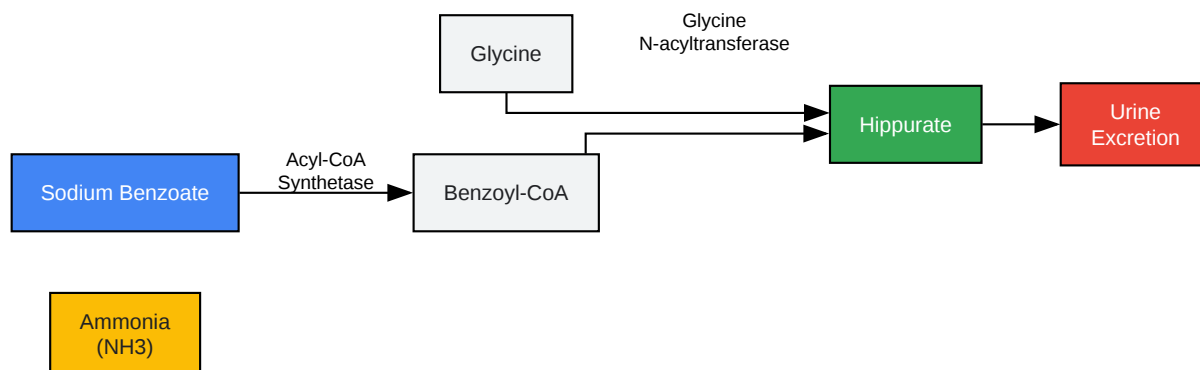 Glycine
Glycine
N-acyltransferase
Hippurate
Urine
Excretion
Sodium Benzoate
Acyl-CoA
Synthetase
Benzoyl-CoA
Ammonia
(NH3)